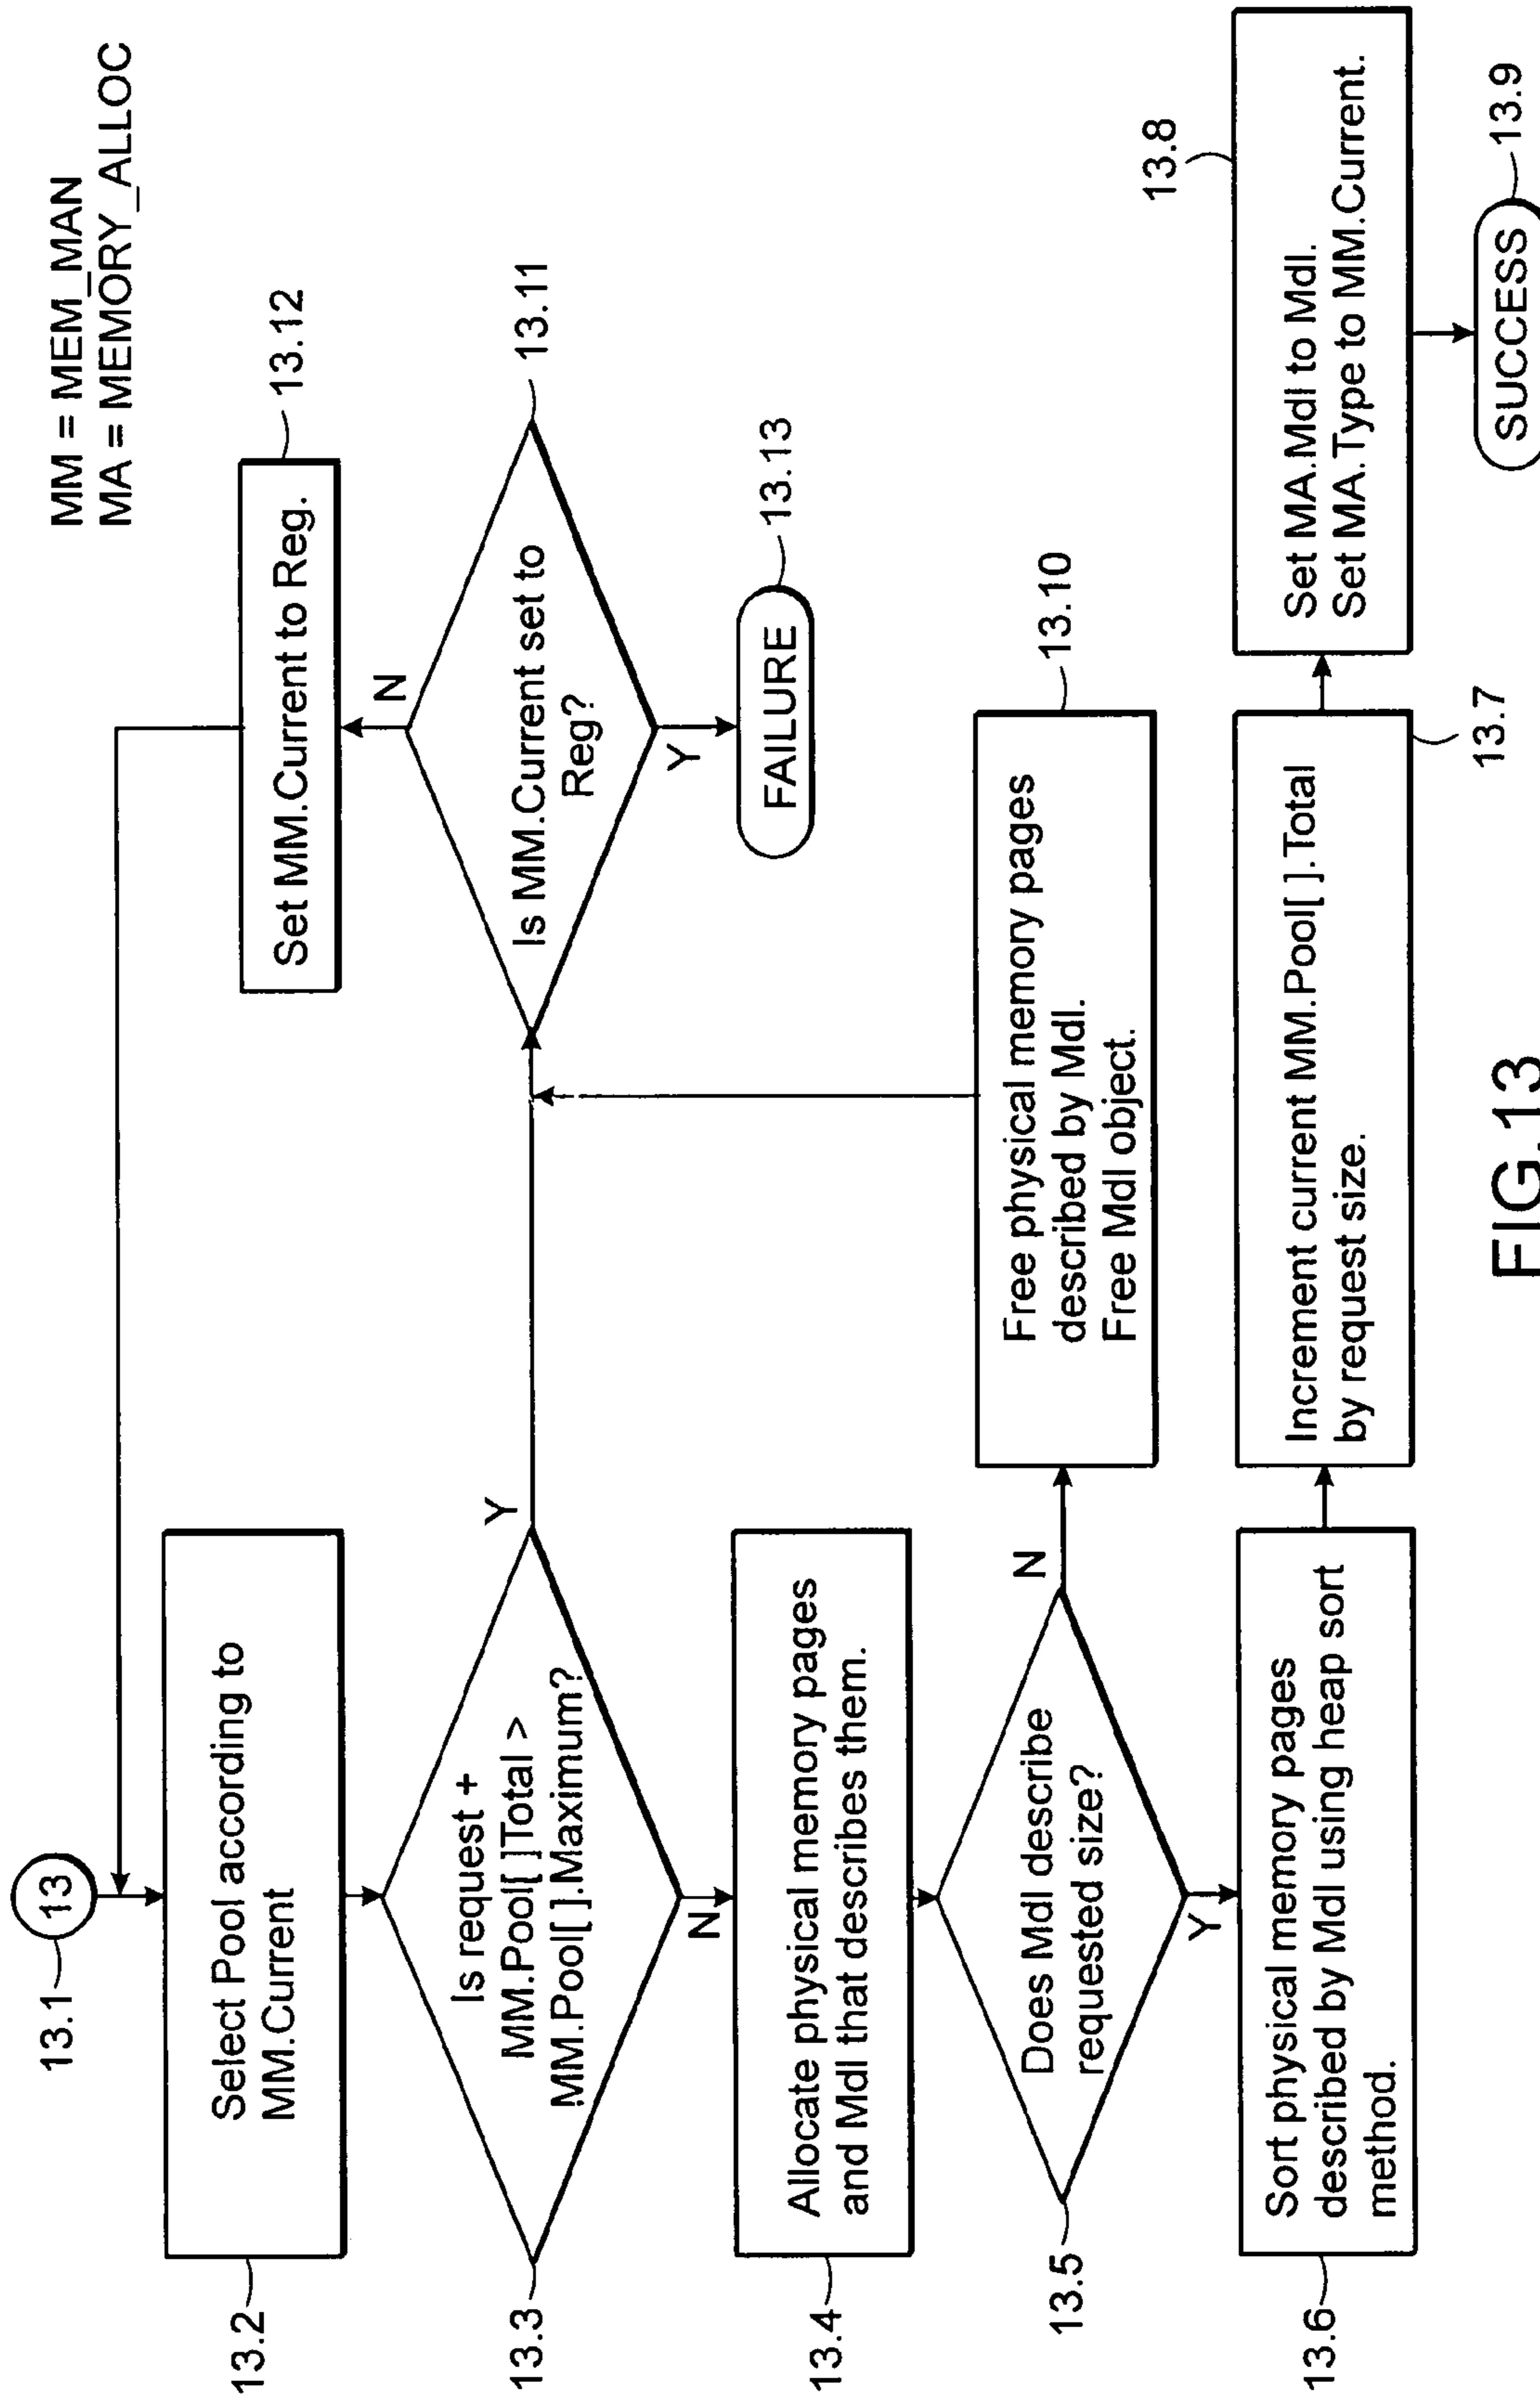 MM = MEM_MAN
MA = MEMORY_ALLOC
13
13.1
Select Pool according to
MM.Current
13.2
Is request +
MM.Pool[ ]Total >
MM.Pool[ ].Maximum?
13.3
Y
N
Allocate physical memory pages
and Mdl that describes them.
13.4
Does Mdl describe
requested size?
13.5
N
Y
Sort physical memory pages
described by Mdl using heap sort
method.
13.6
Increment current MM.Pool[ ].Total
by request size.
13.7
Set MA.Mdl to Mdl.
Set MA.Type to MM.Current.
13.8
SUCCESS
13.9
Free physical memory pages
described by Mdl.
Free Mdl object.
13.10
Is MM.Current set to
Reg?
13.11
N
Y
Set MM.Current to Reg.
13.12
FAILURE
13.13
FIG.13